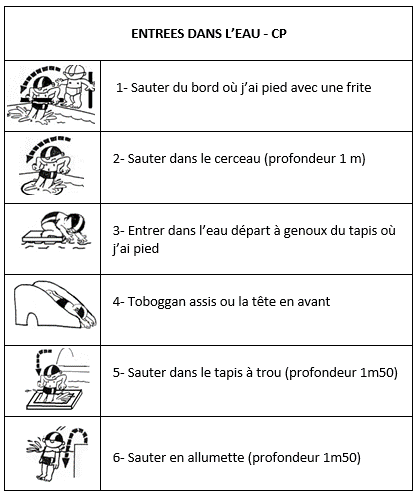 ENTREES DANS L'EAU - CP
1- Sauter du bord où j'ai pied avec une frite
2- Sauter dans le cerceau (profondeur 1 m)
3- Entrer dans l'eau départ à genoux du tapis où
j'ai pied
4- Toboggan assis ou la tête en avant
5- Sauter dans le tapis à trou (profondeur 1m50)
6- Sauter en allumette (profondeur 1m50)